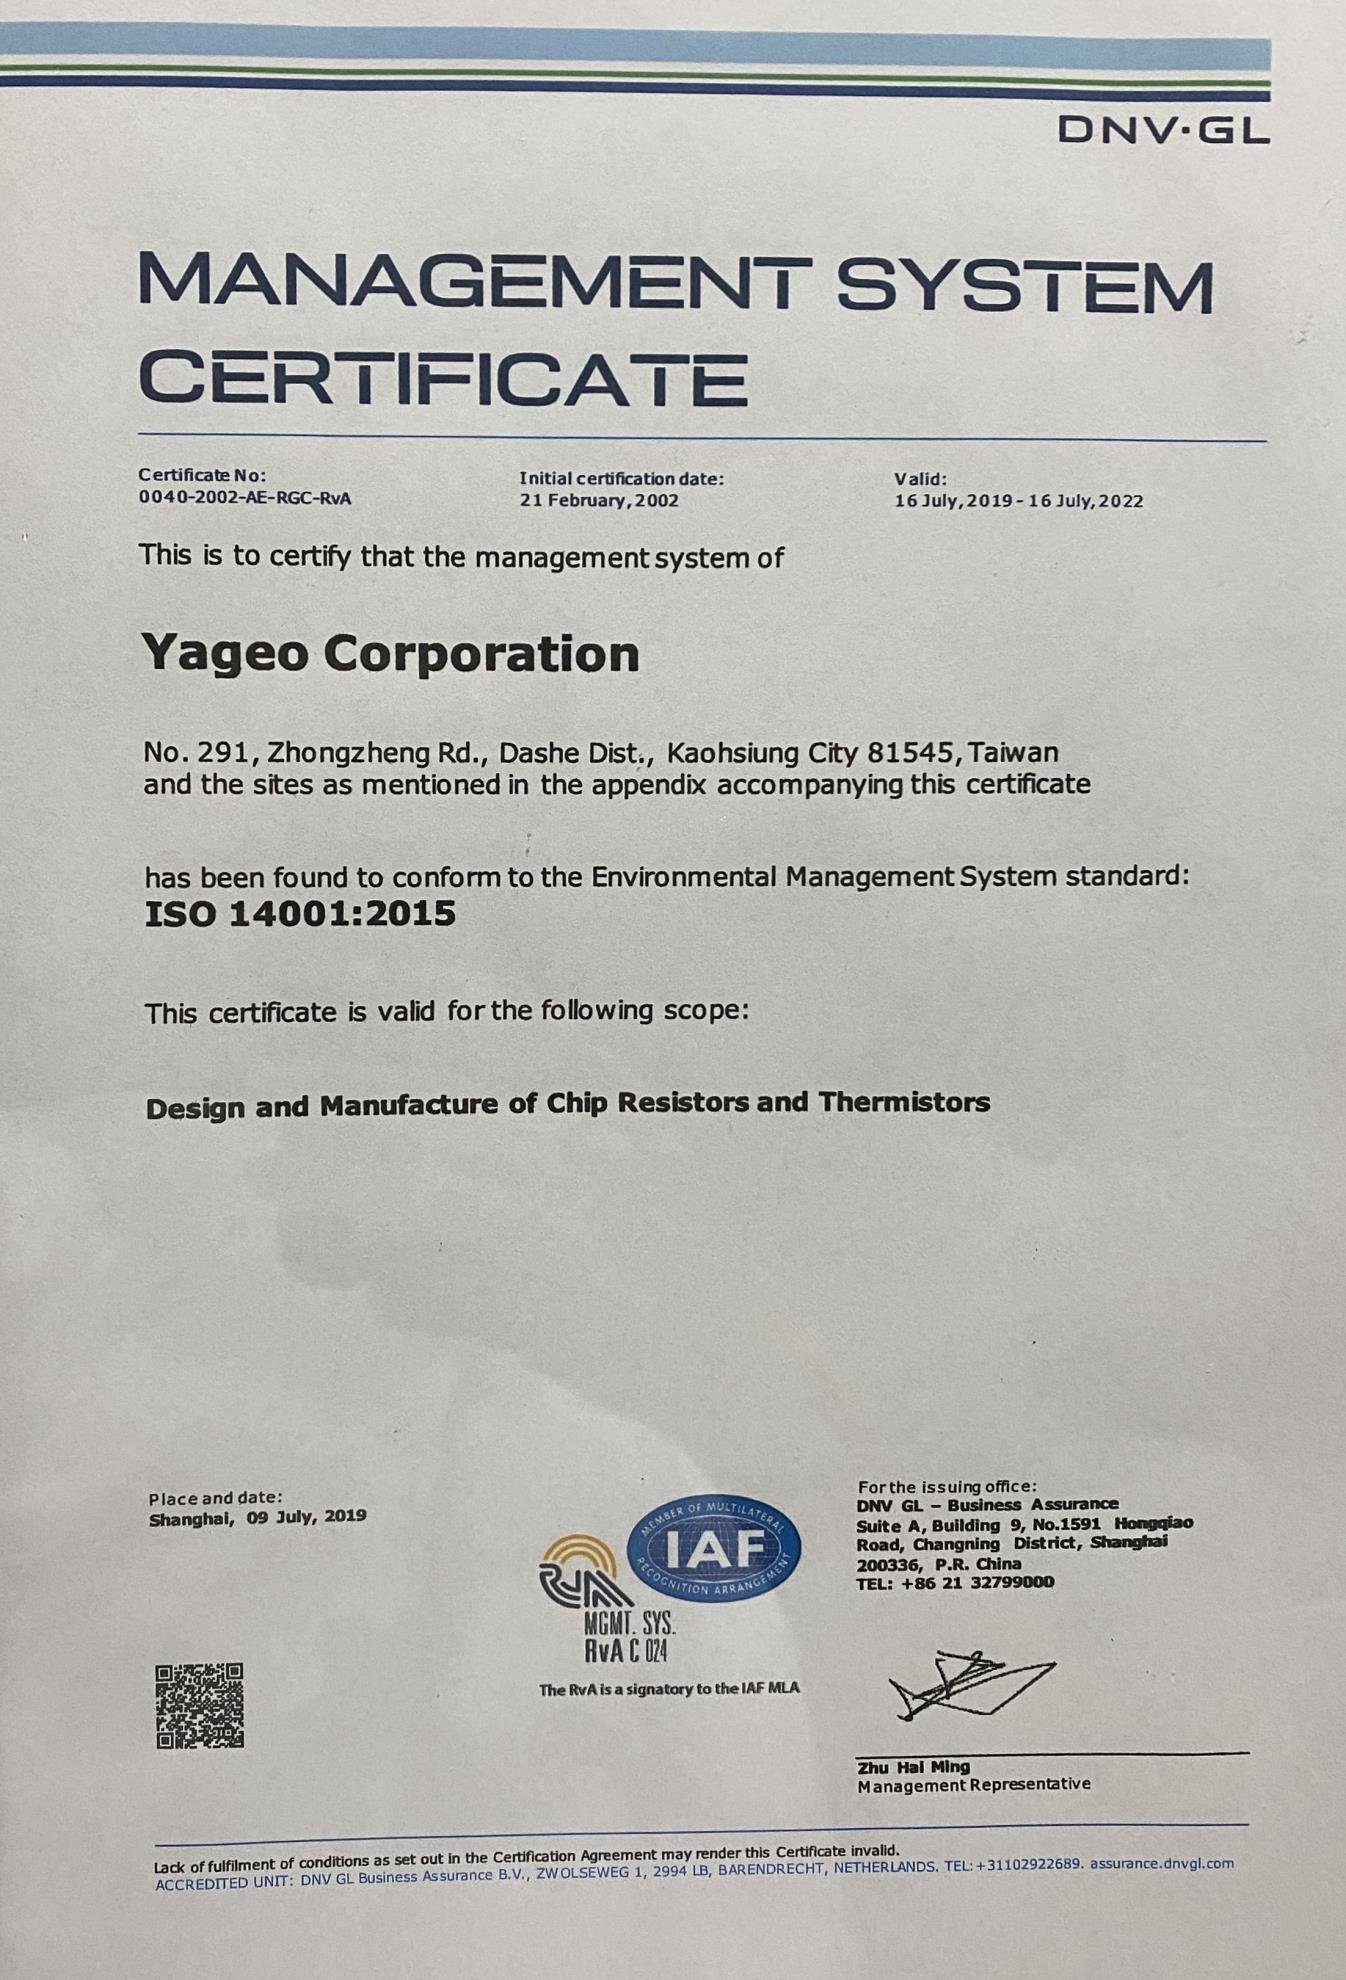 DNV·GL
MANAGEMENT SYSTEM
CERTIFICATE
Certificate No:
0040-2002-AE-RGC-RvA
Initial certification date:
21 February, 2002
Valid:
16 July, 2019 - 16 July, 2022
This is to certify that the management system of
Yageo Corporation
No. 291, Zhongzheng Rd., Dashe Dist., Kaohsiung City 81545, Taiwan
and the sites as mentioned in the appendix accompanying this certificate
has been found to conform to the Environmental Management System standard:
ISO 14001:2015
This certificate is valid for the following scope:
Design and Manufacture of Chip Resistors and Thermistors
Place and date:
Shanghai, 09 July, 2019
MEMBER OF MULTILATERAL
IAF
RECOGNITION ARRANGEMENT
RvA
MGMT. SYS.
RvA C 024
The RvA is a signatory to the IAF MLA
For the issuing office:
DNV GL – Business Assurance
Suite A, Building 9, No.1591 Hongqiao
Road, Changning District, Shanghai
200336, P.R. China
TEL: +86 21 32799000
Zhu Hai Ming
Management Representative
Lack of fulfilment of conditions as set out in the Certification Agreement may render this Certificate invalid.
ACCREDITED UNIT: DNV GL Business Assurance B.V., ZWOLSEWEG 1, 2994 LB, BARENDRECHT, NETHERLANDS. TEL:+31102922689. assurance.dnvgl.com